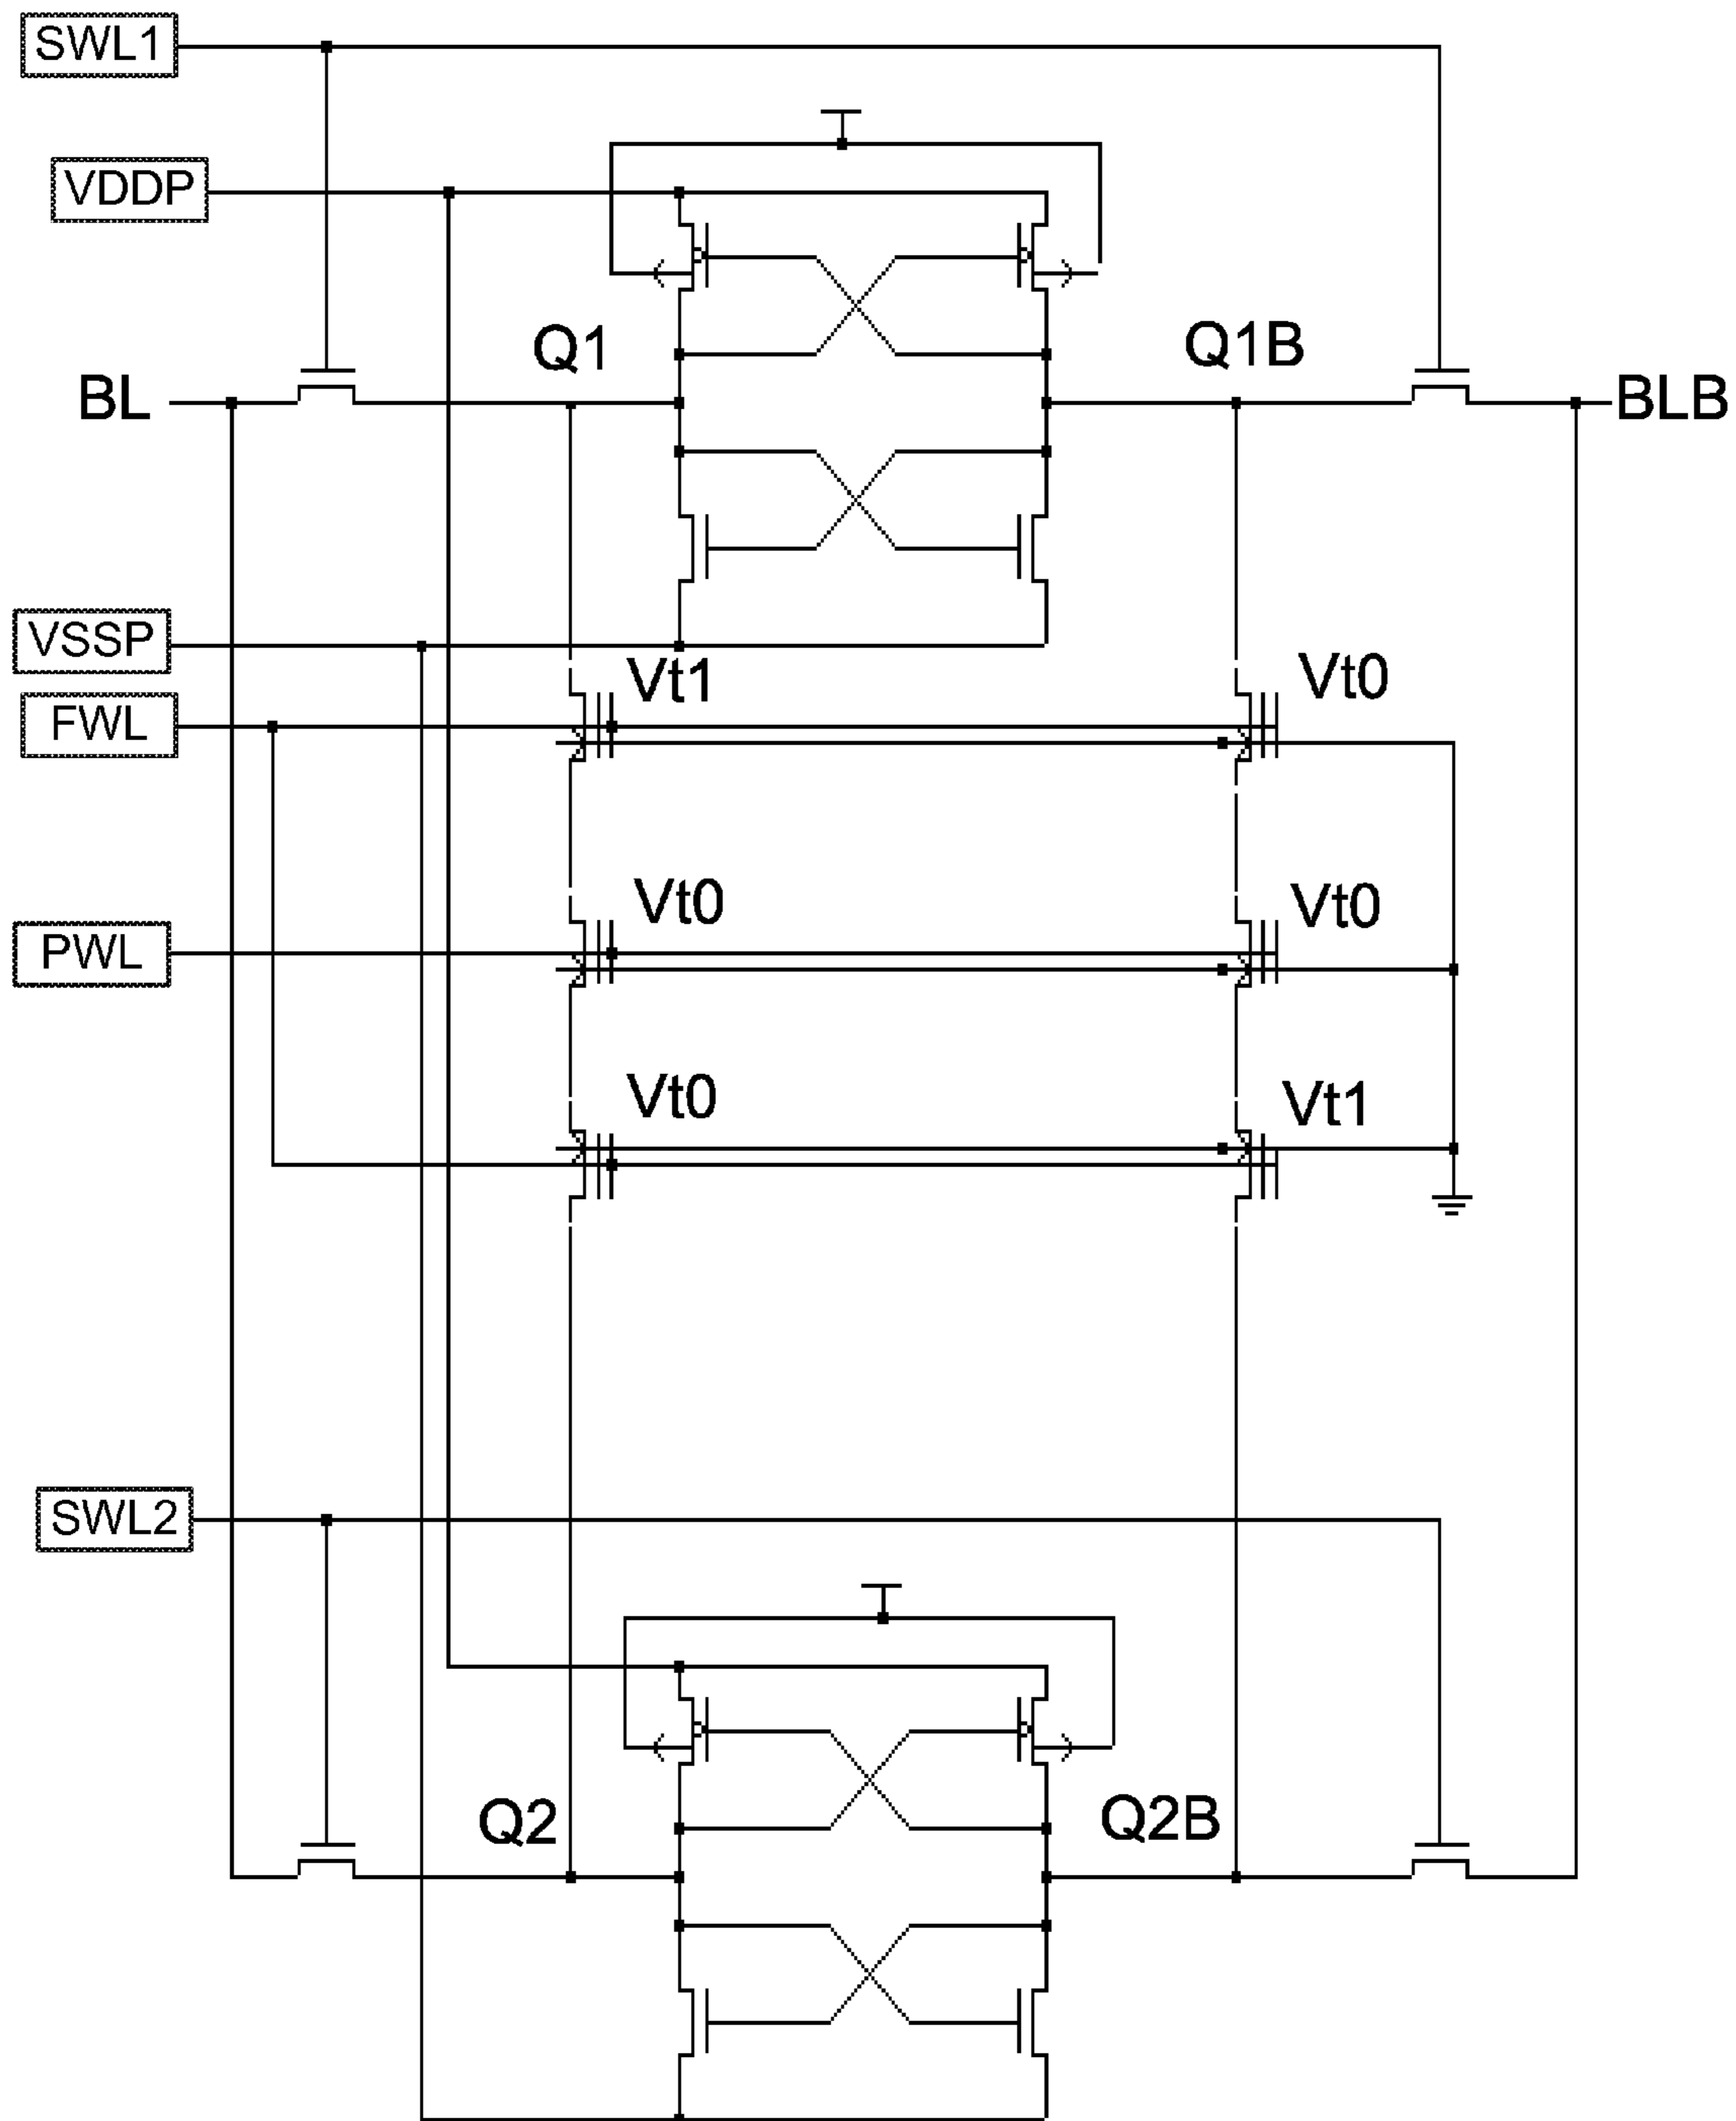 SWL1
VDDP
Q1
Q1B
BL
BLB
VSSP
Vt1
Vt0
FWL
Vt0
Vt0
PWL
Vt0
Vt1
SWL2
Q2
Q2B